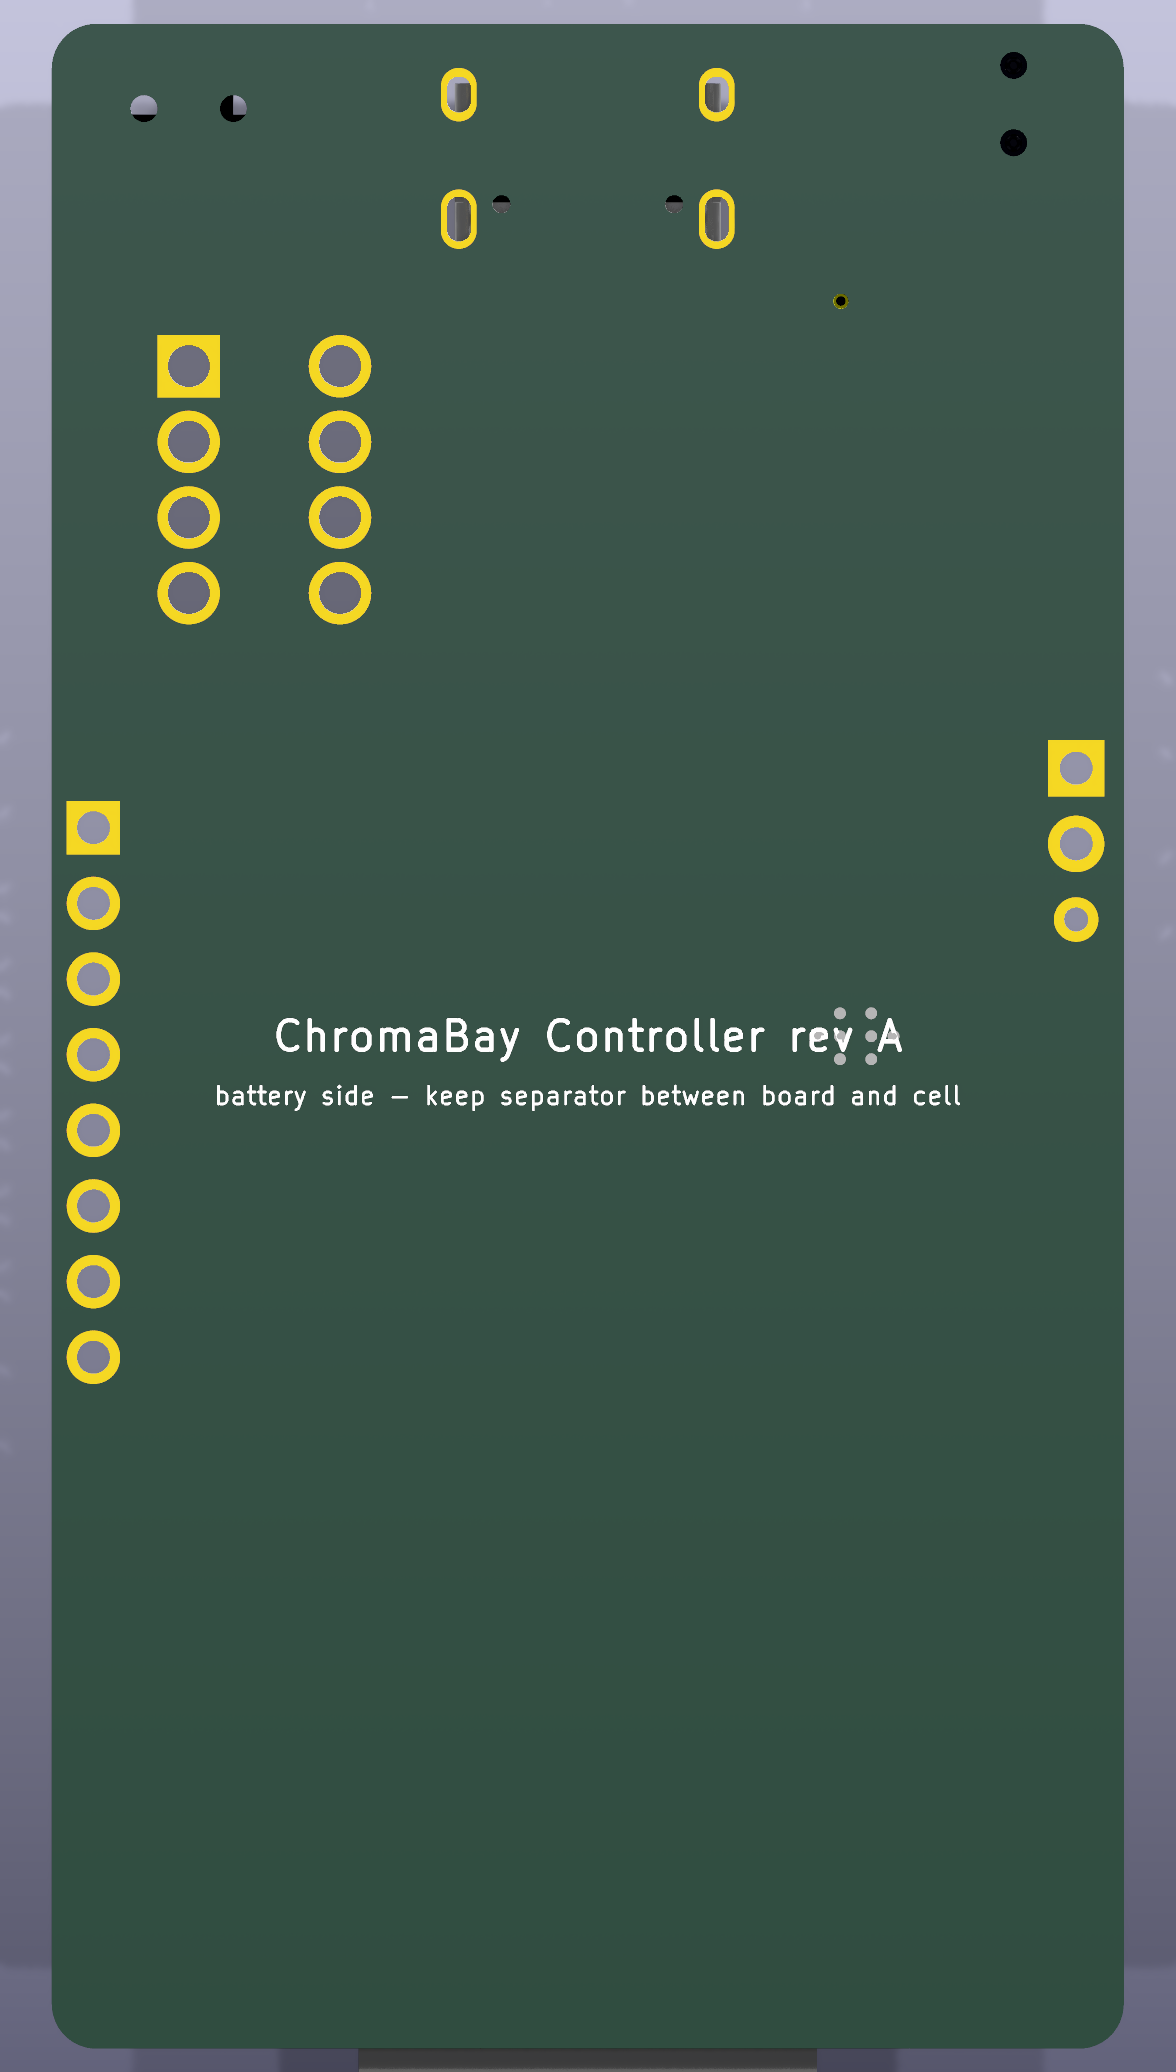 ChromaBay Controller rev A
battery side — keep separator between board and cell